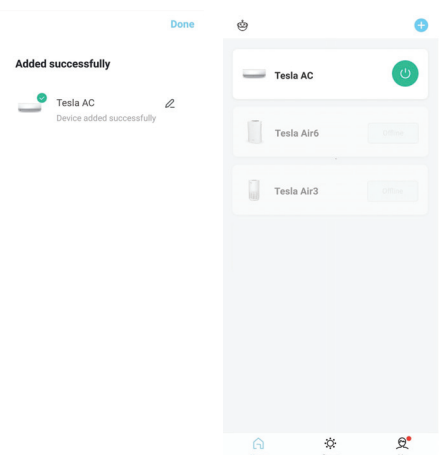 Done
Added successfully
Tesla AC
Device added successfully
Tesla AC
Tesla Air6
Offline
Tesla Air3
Offline